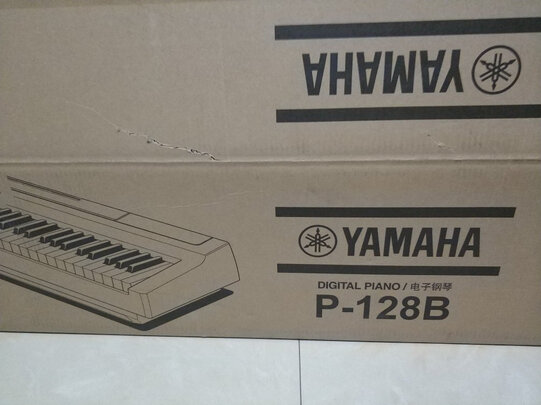 YAMAHA
YAMAHA
DIGITAL PIANO / 电子钢琴
P-128B